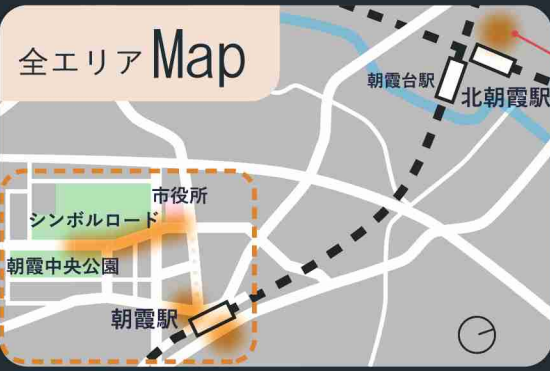 全エリアMap
朝霞台駅
北朝霞駅
市役所
シンボルロード
朝霞中央公園
朝霞駅